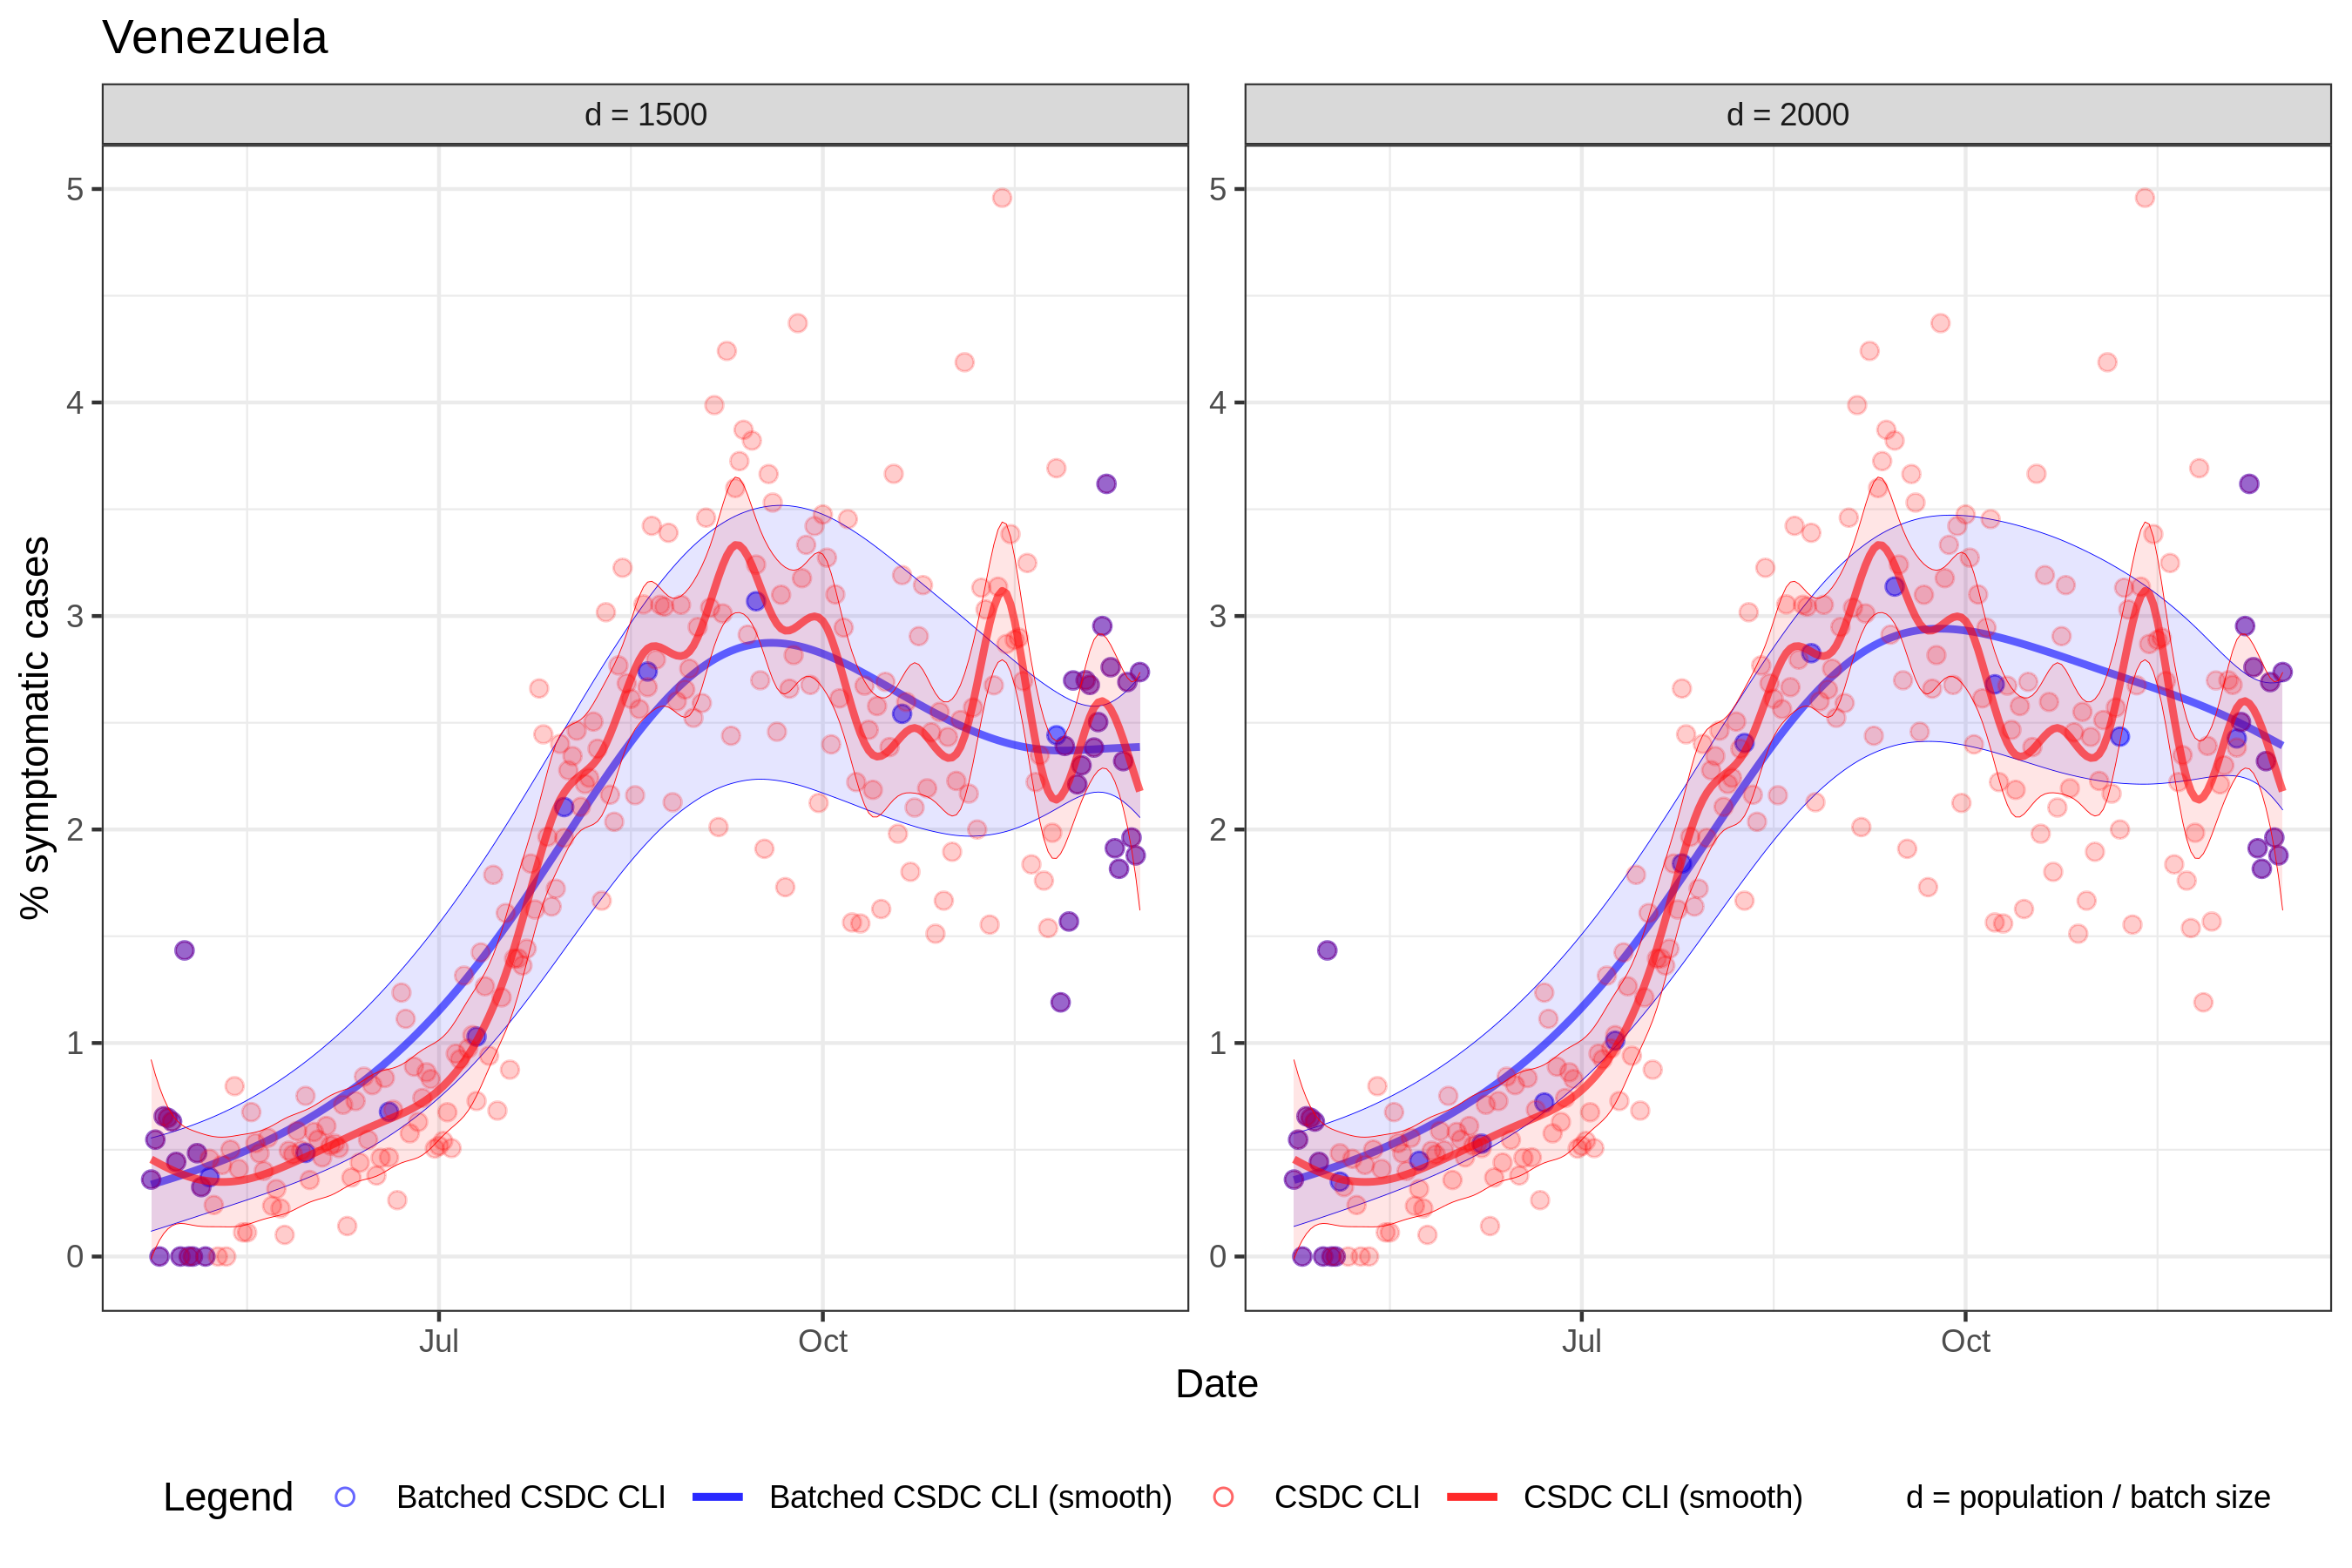 Venezuela
d = 1500
d = 2000
% symptomatic cases
5
4
3
2
1
0
5
4
3
2
1
0
Jul
Oct
Jul
Oct
Date
Legend
Batched CSDC CLI
Batched CSDC CLI (smooth)
CSDC CLI
CSDC CLI (smooth)
d = population / batch size